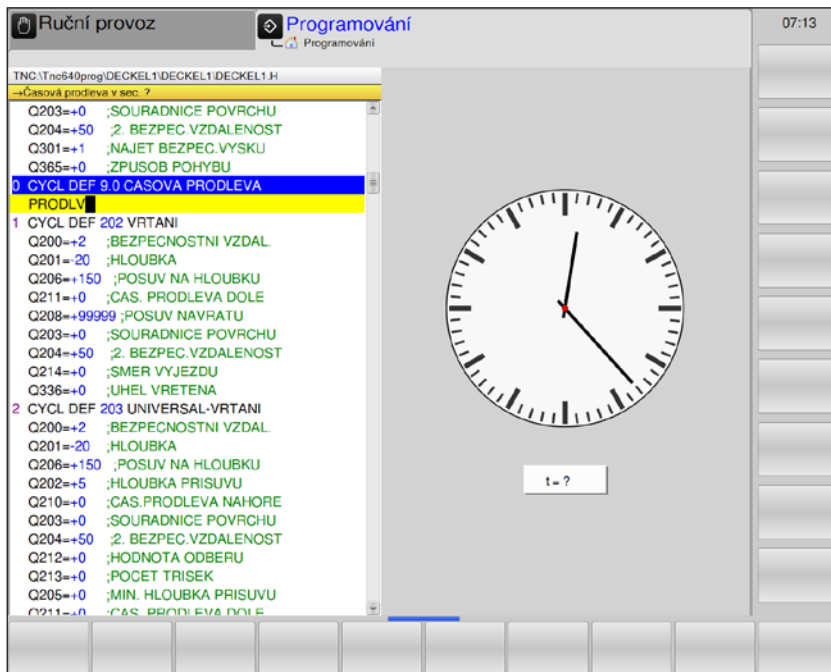 Ruční provoz
Programování
07:13
Programování
TNC:\Tnc640prog\DECKEL1\DECKEL1\DECKEL1.H
→Časová prodleva v sec. ?
Q203=+0 ;SOURADNICE POVRCHU
Q204=+50 ;2. BEZPEC.VZDALENOST
Q301=+1 ;NAJET BEZPEC.VYSKU
Q365=+0 ;ZPUSOB POHYBU
0 CYCL DEF 9.0 CASOVA PRODLEVA
PRODLV
1 CYCL DEF 202 VRTANI
Q200=+2 ;BEZPECNOSTNI VZDAL.
Q201=-20 ;HLOUBKA
Q206=+150 ;POSUV NA HLOUBKU
Q211=+0 ;CAS. PRODLEVA DOLE
Q208=+99999 ;POSUV NAVRATU
Q203=+0 ;SOURADNICE POVRCHU
Q204=+50 ;2. BEZPEC.VZDALENOST
Q214=+0 ;SMER VYJEZDU
Q336=+0 ;UHEL VRETENA
2 CYCL DEF 203 UNIVERSAL-VRTANI
Q200=+2 ;BEZPECNOSTNI VZDAL.
Q201=-20 ;HLOUBKA
Q206=+150 ;POSUV NA HLOUBKU
Q202=+5 ;HLOUBKA PRISUVU
Q210=+0 ;CAS.PRODLEVA NAHORE
Q203=+0 ;SOURADNICE POVRCHU
Q204=+50 ;2. BEZPEC.VZDALENOST
Q212=+0 ;HODNOTA ODBERU
Q213=+0 ;POCET TRISEK
Q205=+0 ;MIN. HLOUBKA PRISUVU
Q211=+0 ;CAS. PRODLEVA DOLE
t = ?